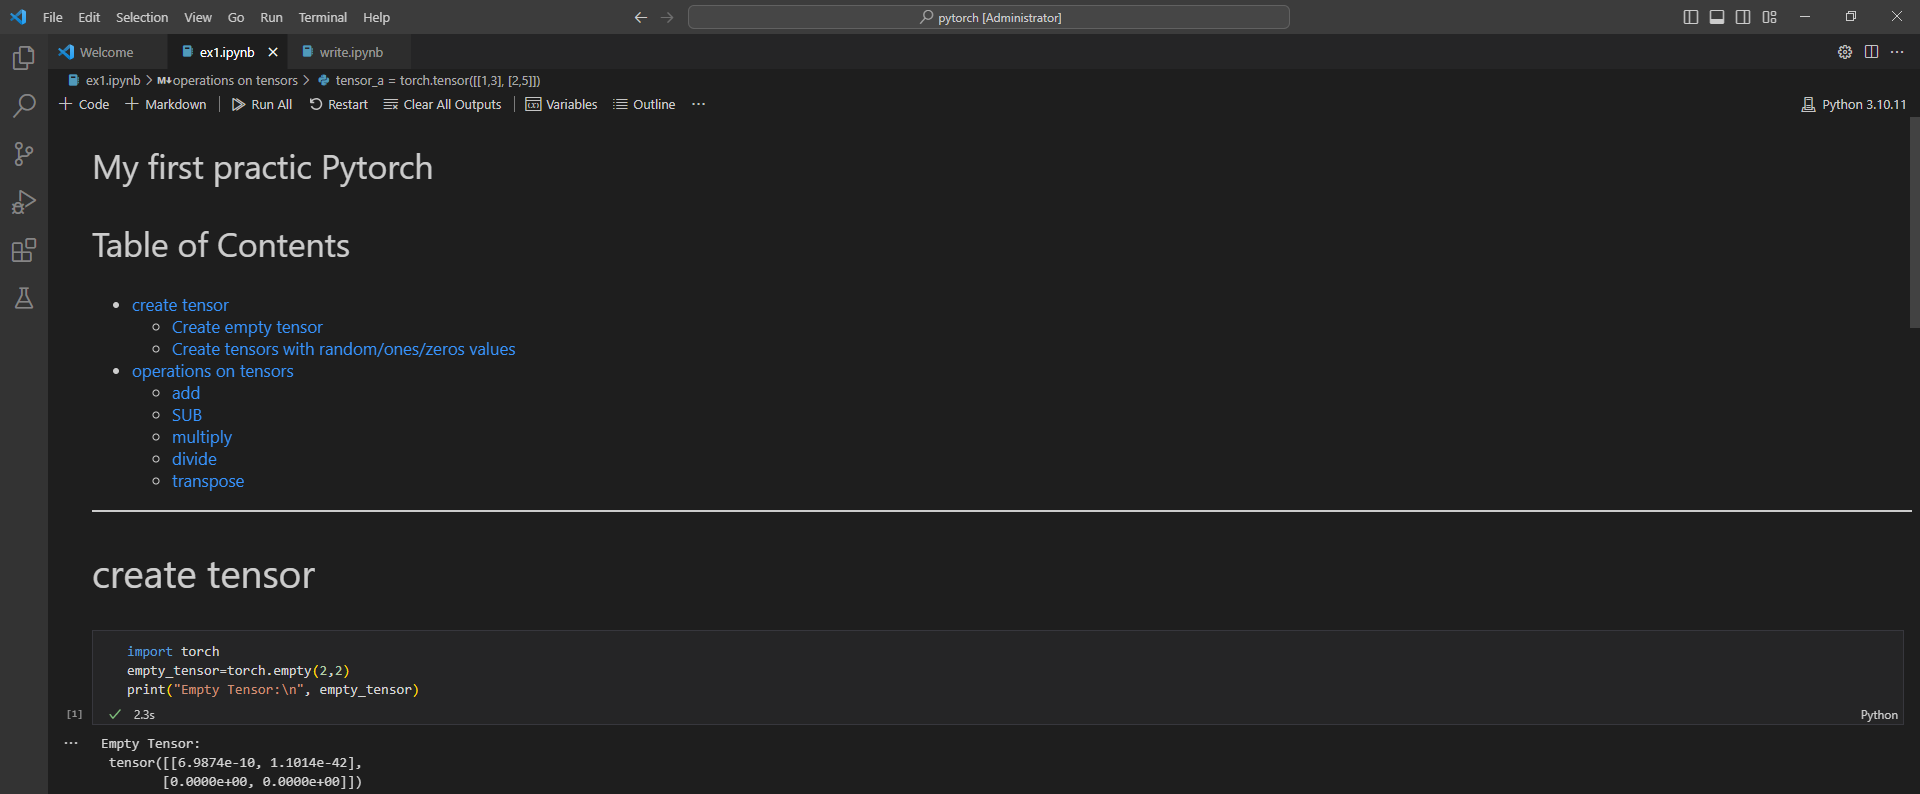 File Edit Selection View Go Run Terminal Help
pytorch [Administrator]
Welcome
ex1.ipynb
write.ipynb
ex1.ipynb > M↓operations on tensors > tensor_a = torch.tensor([[1,3], [2,5]])
+ Code + Markdown | Run All Restart Clear All Outputs | Variables Outline ···
Python 3.10.11
My first practic Pytorch
Table of Contents
create tensor
Create empty tensor
Create tensors with random/ones/zeros values
operations on tensors
add
SUB
multiply
divide
transpose
create tensor
import torch
empty_tensor=torch.empty(2,2)
print("Empty Tensor:\n", empty_tensor)
[1] 2.3s
Python
Empty Tensor:
tensor([[6.9874e-10, 1.1014e-42],
[0.0000e+00, 0.0000e+00]])